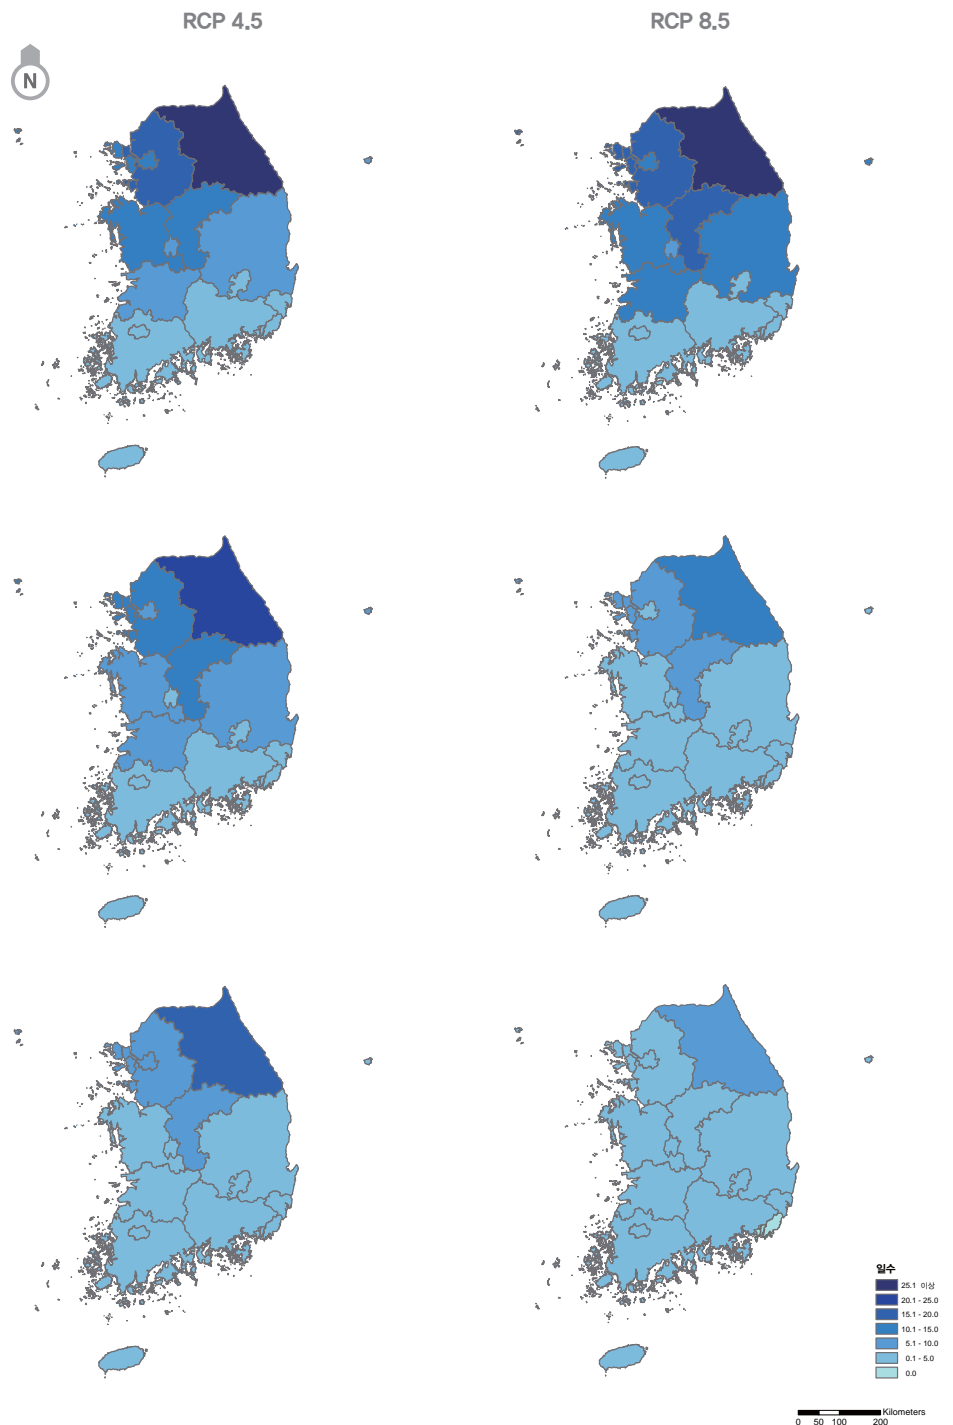 RCP 4.5
RCP 8.5
N
일수
25.1 이상
20.1 - 25.0
15.1 - 20.0
10.1 - 15.0
5.1 - 10.0
0.1 - 5.0
0.0
Kilometers
0 50 100 200